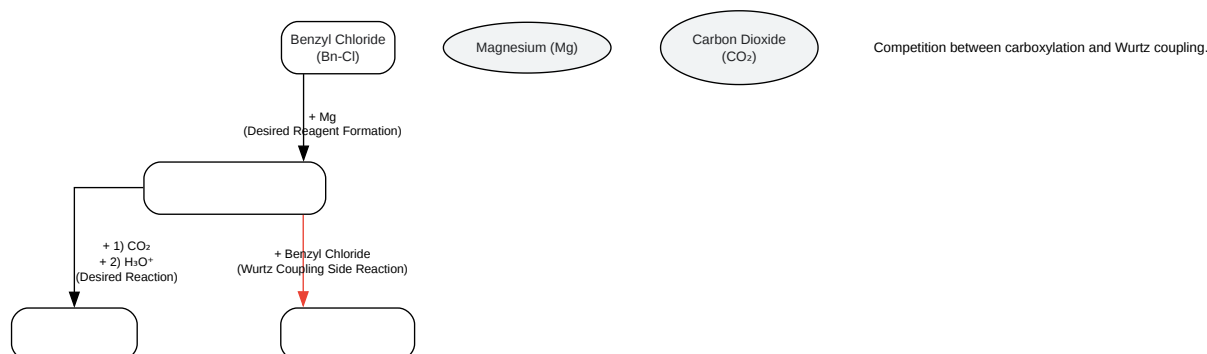 Benzyl Chloride
(Bn-Cl)
Magnesium (Mg)
Carbon Dioxide
(CO₂)
Competition between carboxylation and Wurtz coupling.
+ Mg
(Desired Reagent Formation)
+ 1) CO₂
+ 2) H₃O⁺
(Desired Reaction)
+ Benzyl Chloride
(Wurtz Coupling Side Reaction)